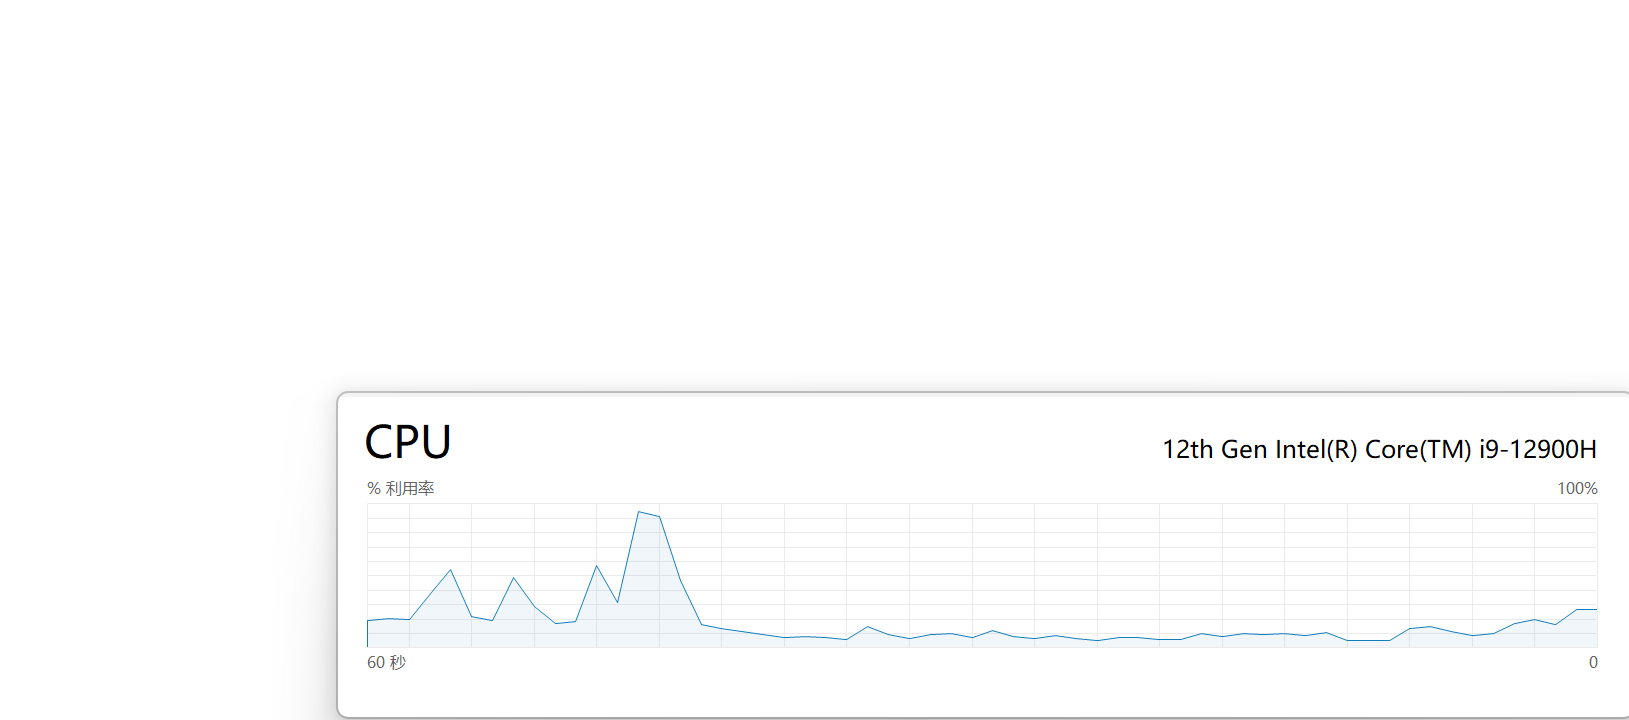 CPU
12th Gen Intel(R) Core(TM) i9-12900H
% 利用率
100%
60 秒
0